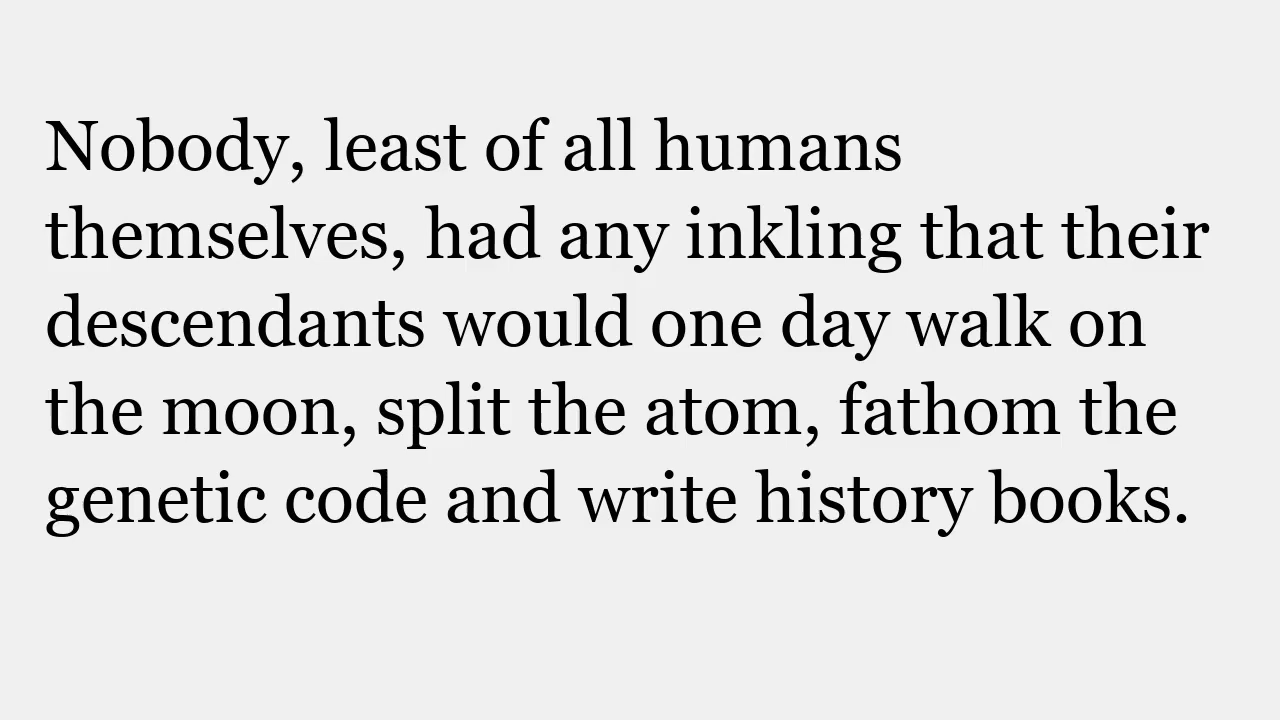 Nobody, least of all humans
themselves, had any inkling that their
descendants would one day walk on
the moon, split the atom, fathom the
genetic code and write history books.